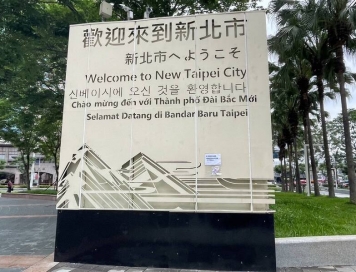 歡迎來到新北市
新北市へようこそ
Welcome to New Taipei City
신베이시에 오신 것을 환영합니다
Chào mừng đến với Thành phố Đài Bắc Mới
Selamat Datang di Bandar Baru Taipei